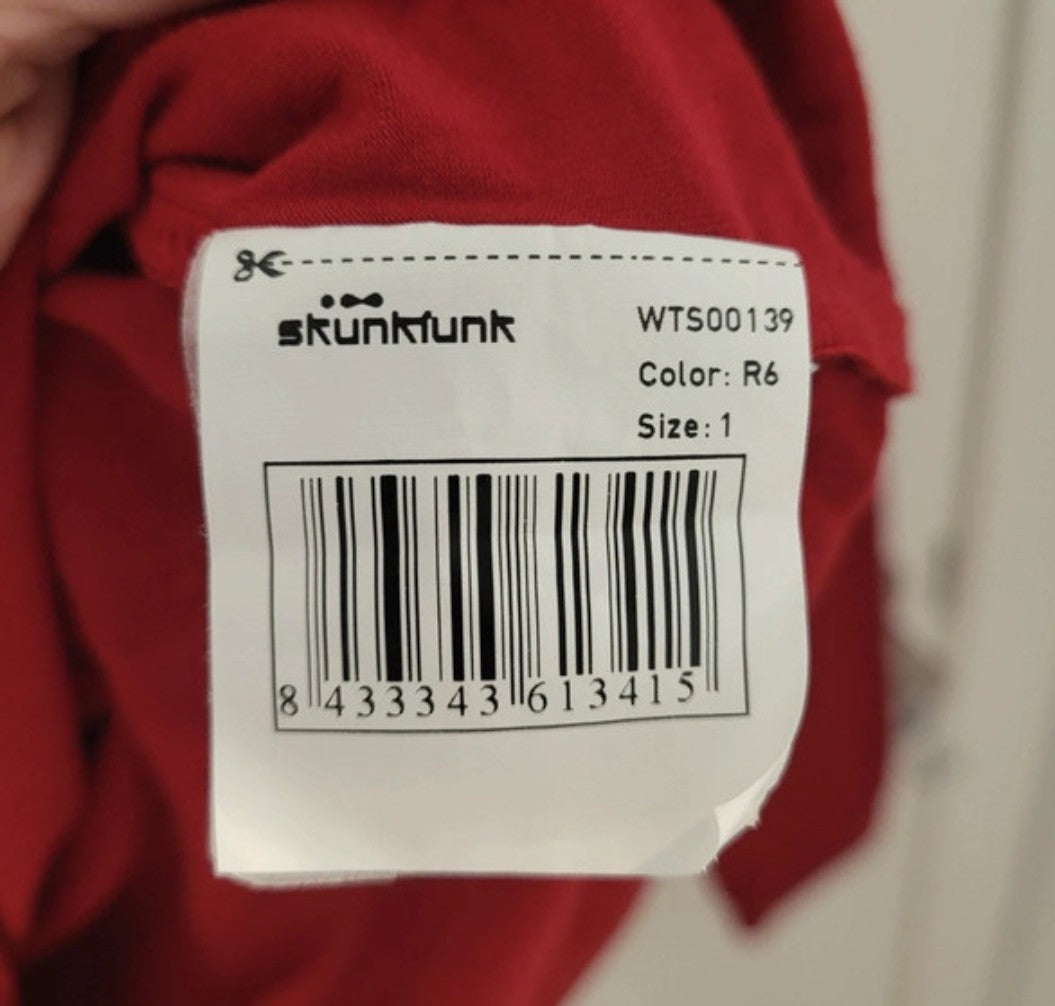 skunkfunk
WTS00139
Color: R6
Size: 1
8 433343 613415